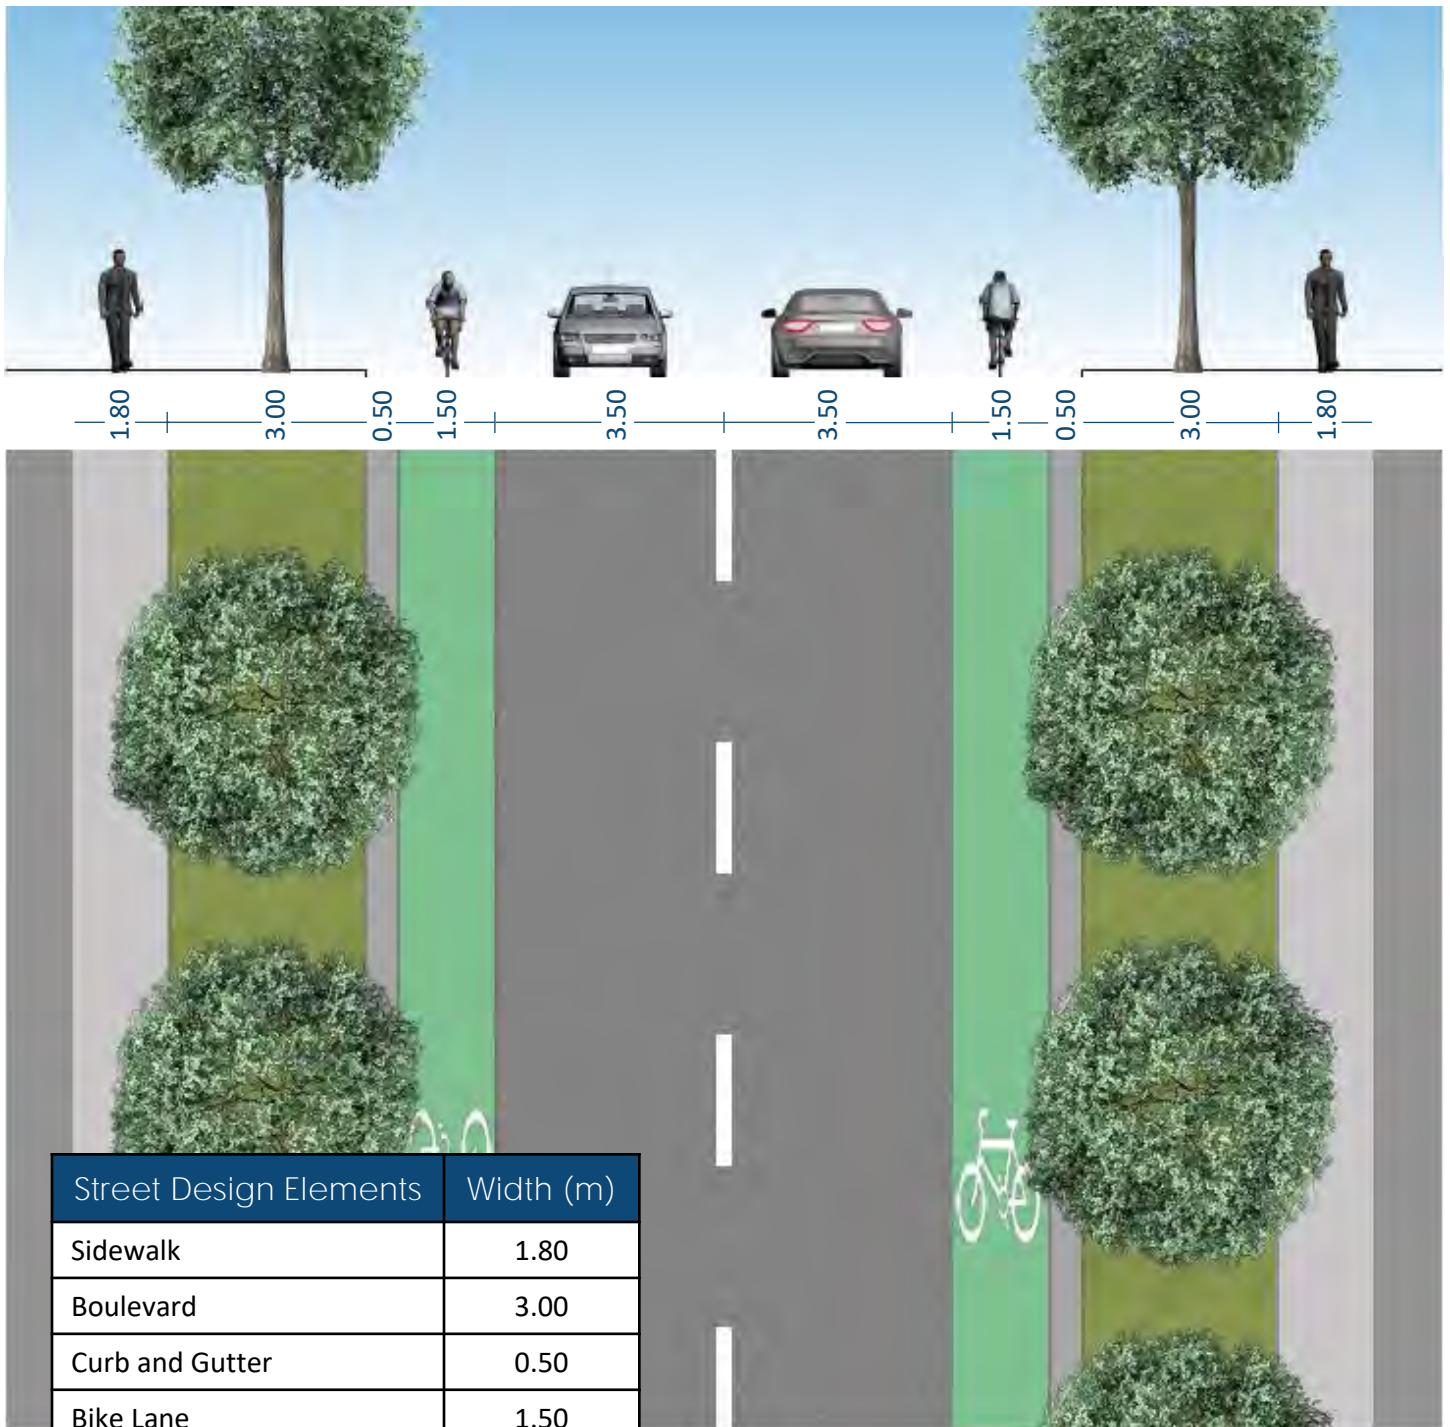 1.80 3.00 0.50 1.50 3.50 3.50 1.50 0.50 3.00 1.80
Street Design Elements Width (m)
Sidewalk 1.80
Boulevard 3.00
Curb and Gutter 0.50
Bike Lane 1.50